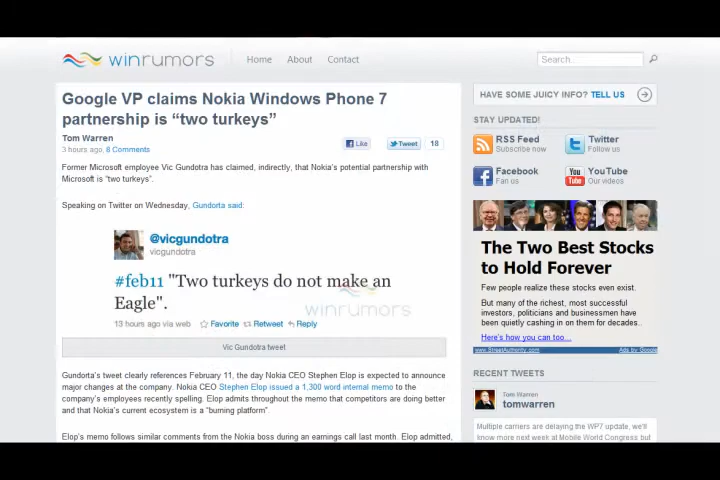 winrumors
Home About Contact
Search...
Google VP claims Nokia Windows Phone 7
partnership is “two turkeys”
Tom Warren
3 hours ago, 8 Comments
Like Tweet 18
Former Microsoft employee Vic Gundotra has claimed, indirectly, that Nokia's potential partnership with
Microsoft is “two turkeys”.
Speaking on Twitter on Wednesday, Gundorta said:
@vicgundotra
vicgundotra
#feb11 "Two turkeys do not make an
Eagle".
winrumors
13 hours ago via web Favorite Retweet Reply
Vic Gundotra tweet
Gundorta's tweet clearly references February 11, the day Nokia CEO Stephen Elop is expected to announce
major changes at the company. Nokia CEO Stephen Elop issued a 1,300 word internal memo to the
company's employees recently spelling. Elop admits throughout the memo that competitors are doing better
and that Nokia's current ecosystem is a “burning platform”.
Elop's memo follows similar comments from the Nokia boss during an earnings call last month. Elop admitted,
HAVE SOME JUICY INFO? TELL US
STAY UPDATED!
RSS Feed
Subscribe now
Twitter
Follow us
Facebook
Fan us
You
Tube
YouTube
Our videos
The Two Best Stocks
to Hold Forever
Few people realize these stocks even exist.
But many of the richest, most successful
investors, politicians and businessmen have
been quietly cashing in on them for decades.
Here's how you can too...
www.StreetAuthority.com Ads by Google
RECENT TWEETS
Tom Warren
tomwarren
Multiple carriers are delaying the WP7 update, we'll
know more next week at Mobile World Congress but